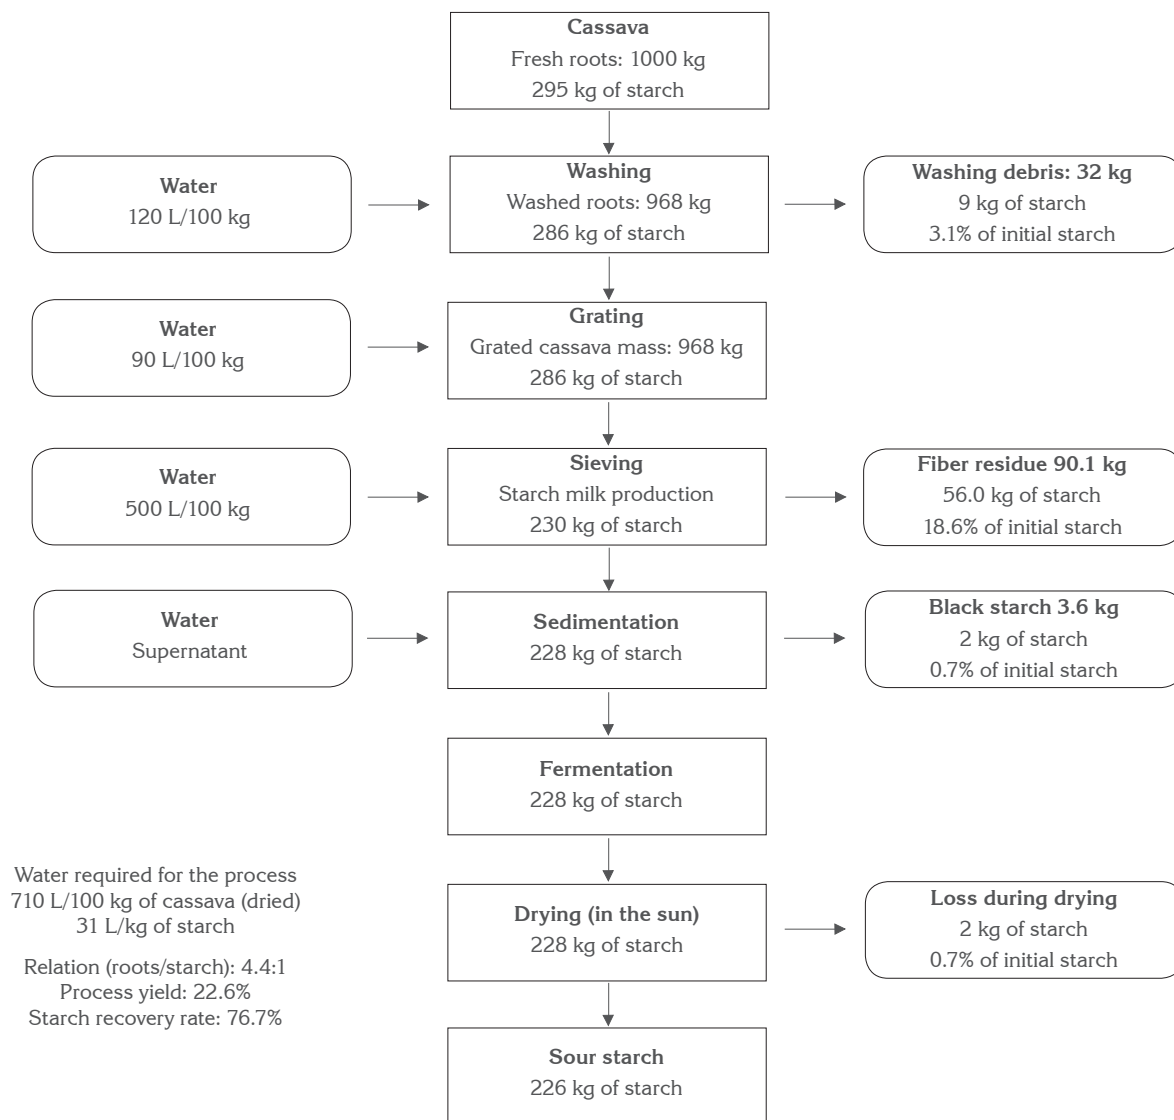 Cassava
Fresh roots: 1000 kg
295 kg of starch
Water
120 L/100 kg
Washing
Washed roots: 968 kg
286 kg of starch
Washing debris: 32 kg
9 kg of starch
3.1% of initial starch
Water
90 L/100 kg
Grating
Grated cassava mass: 968 kg
286 kg of starch
Water
500 L/100 kg
Sieving
Starch milk production
230 kg of starch
Fiber residue 90.1 kg
56.0 kg of starch
18.6% of initial starch
Water
Supernatant
Sedimentation
228 kg of starch
Black starch 3.6 kg
2 kg of starch
0.7% of initial starch
Fermentation
228 kg of starch
Water required for the process
710 L/100 kg of cassava (dried)
31 L/kg of starch
Relation (roots/starch): 4.4:1
Process yield: 22.6%
Starch recovery rate: 76.7%
Drying (in the sun)
228 kg of starch
Loss during drying
2 kg of starch
0.7% of initial starch
Sour starch
226 kg of starch